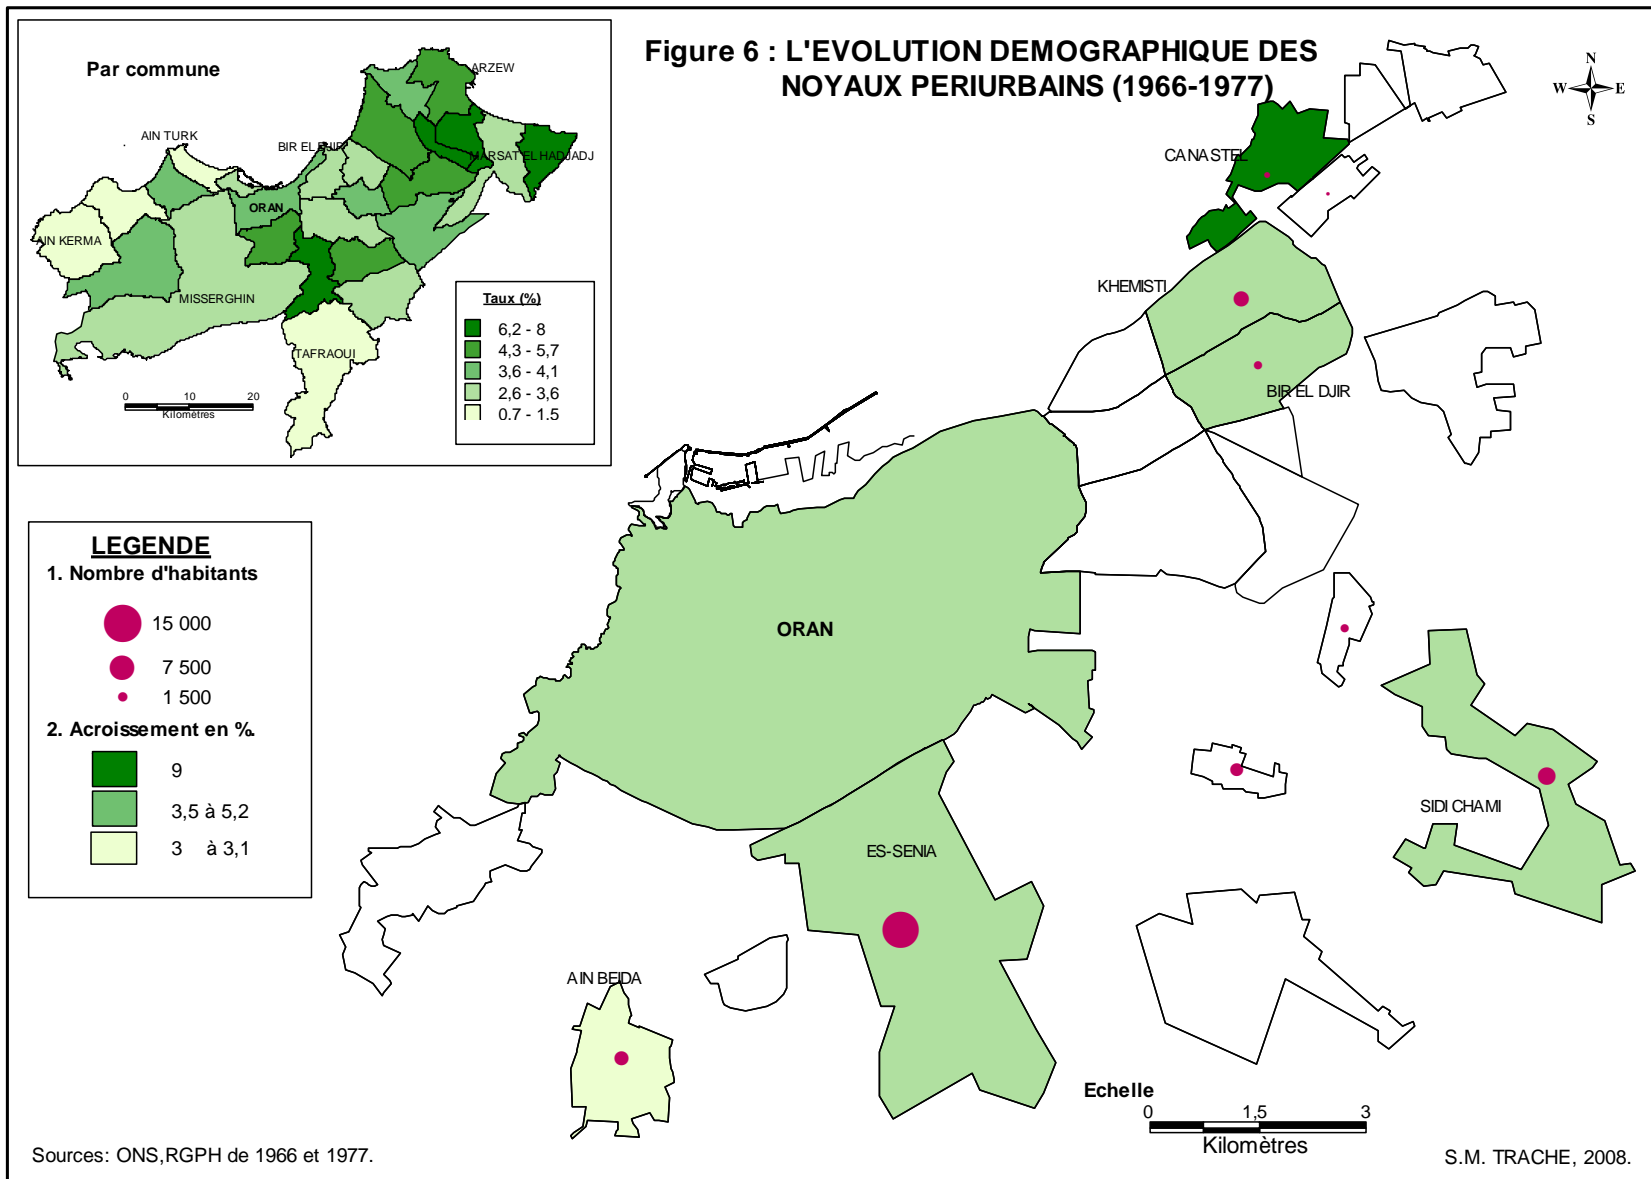 Figure 6 : L'EVOLUTION DEMOGRAPHIQUE DES
NOYAUX PERIURBAINS (1966-1977)
Par commune
ARZEW
AIN TURK
BIR EL DJIR
MARSAT EL HADJADJ
ORAN
AIN KERMA
MISSERGHIN
TAFRAOUI
0 10 20
Kilomètres
Taux (%)
6,2 - 8
4,3 - 5,7
3,6 - 4,1
2,6 - 3,6
0.7 - 1.5
N
W E
S
CANASTEL
KHEMISTI
BIR EL DJIR
ORAN
SIDI CHAMI
ES-SENIA
AIN BEIDA
LEGENDE
1. Nombre d'habitants
15 000
7 500
1 500
2. Acroissement en %.
9
3,5 à 5,2
3 à 3,1
Echelle
0 1,5 3
Kilomètres
Sources: ONS,RGPH de 1966 et 1977.
S.M. TRACHE, 2008.